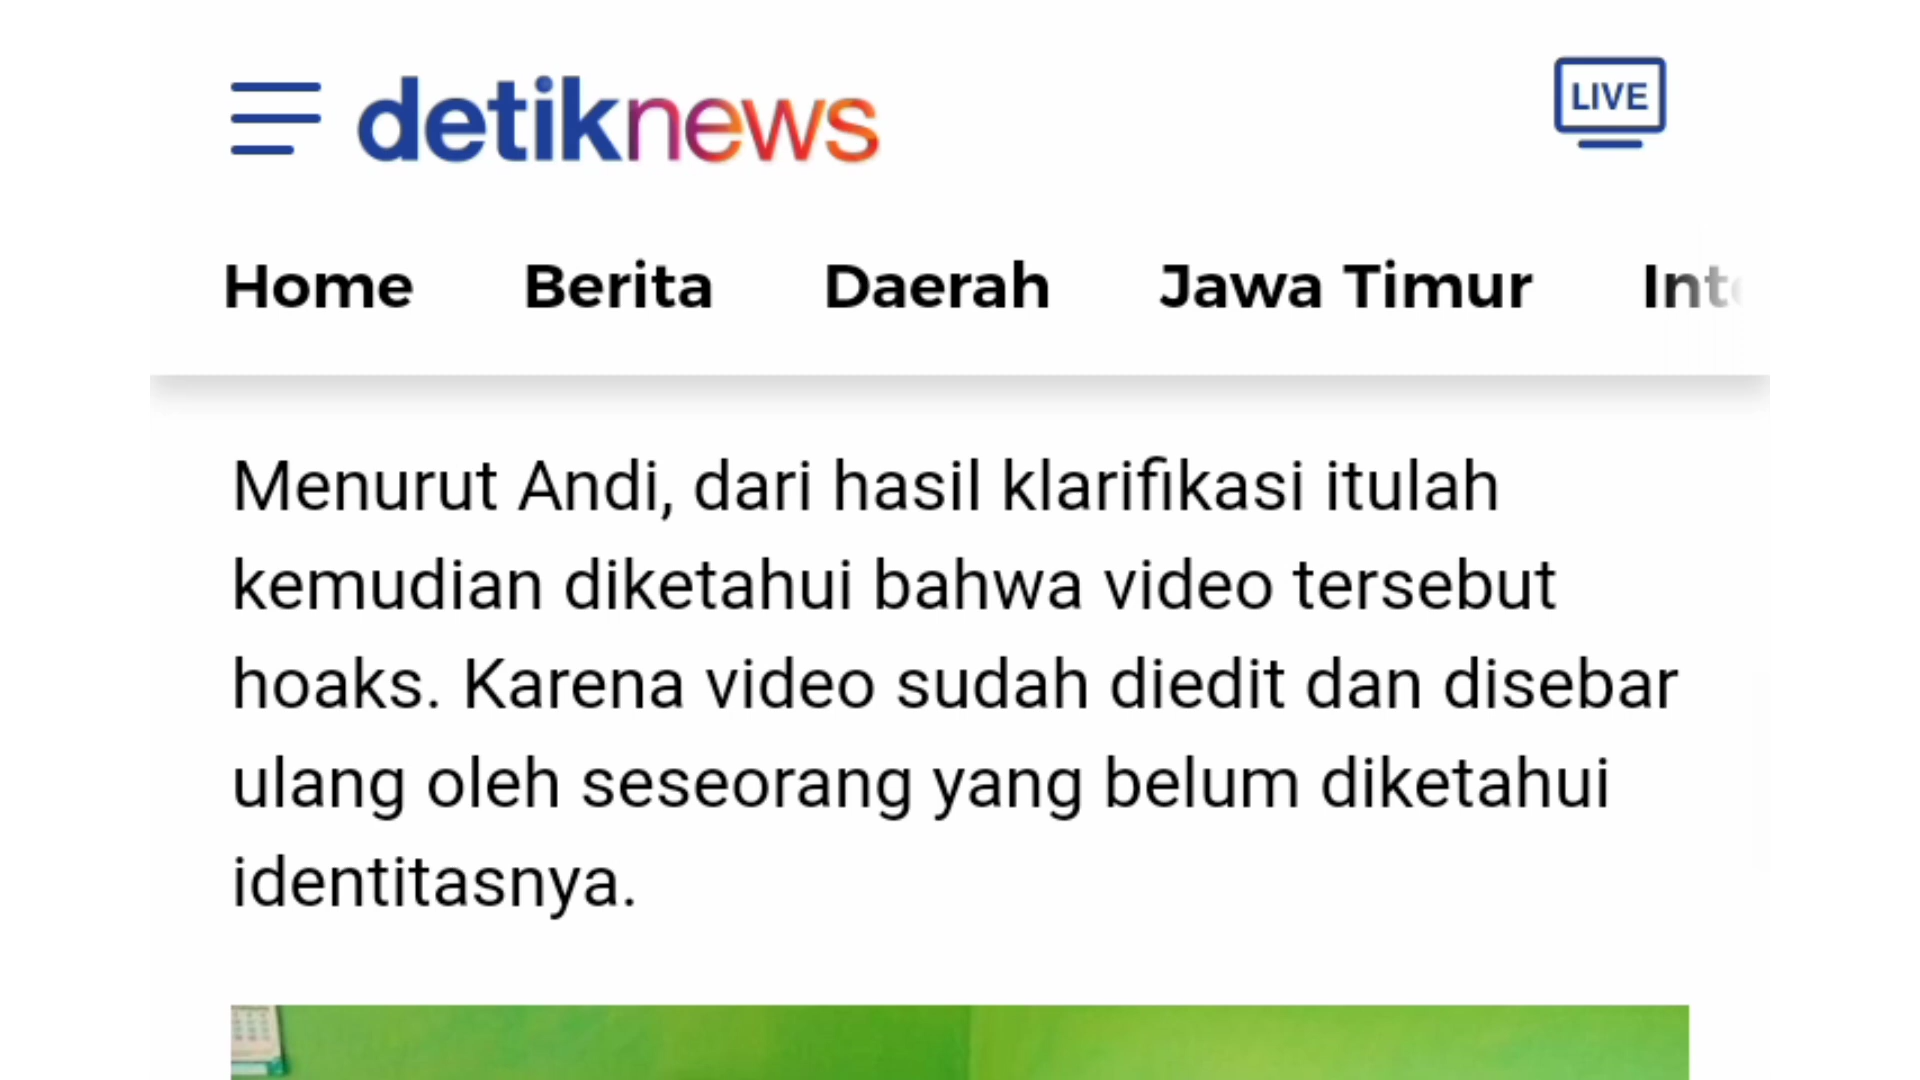 detiknews
LIVE
Home Berita Daerah Jawa Timur
Menurut Andi, dari hasil klarifikasi itulah
kemudian diketahui bahwa video tersebut
hoaks. Karena video sudah diedit dan disebar
ulang oleh seseorang yang belum diketahui
identitasnya.